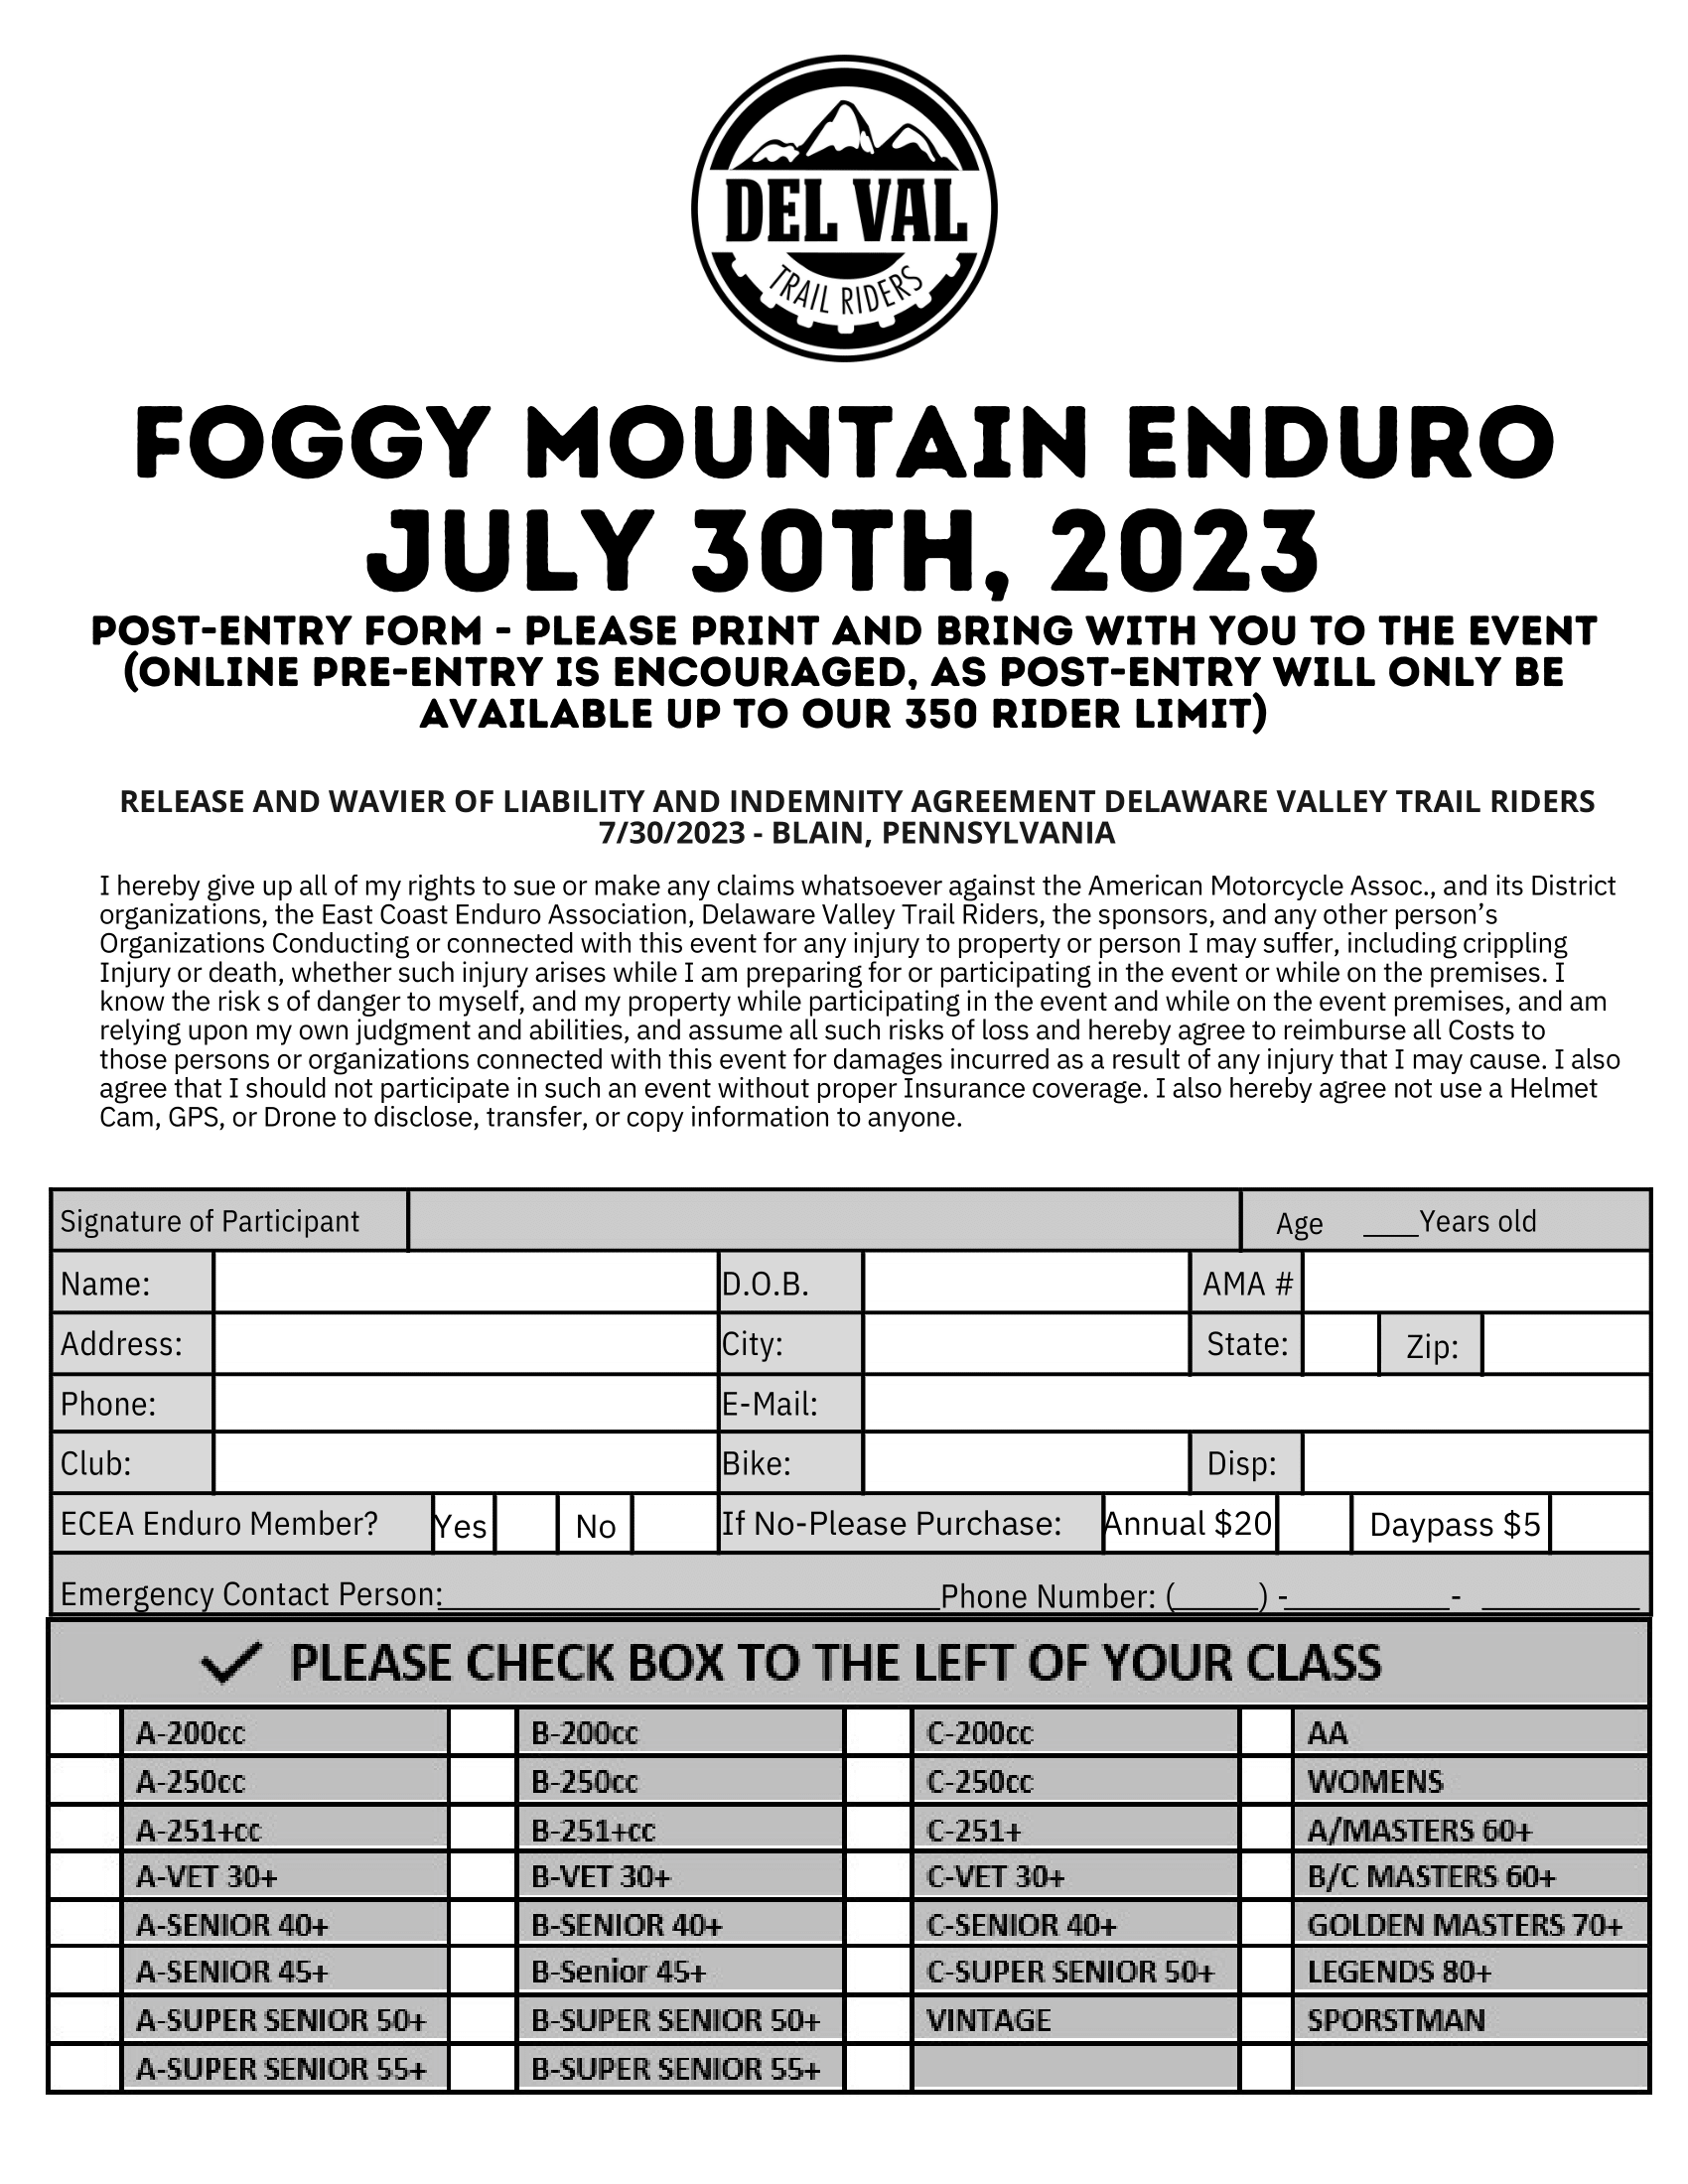 DEL VAL
TRAIL RIDERS
FOGGY MOUNTAIN ENDURO
JULY 30TH, 2023
POST-ENTRY FORM - PLEASE PRINT AND BRING WITH YOU TO THE EVENT
(ONLINE PRE-ENTRY IS ENCOURAGED, AS POST-ENTRY WILL ONLY BE
AVAILABLE UP TO OUR 350 RIDER LIMIT)
RELEASE AND WAVIER OF LIABILITY AND INDEMNITY AGREEMENT DELAWARE VALLEY TRAIL RIDERS
7/30/2023 - BLAIN, PENNSYLVANIA
I hereby give up all of my rights to sue or make any claims whatsoever against the American Motorcycle Assoc., and its District
organizations, the East Coast Enduro Association, Delaware Valley Trail Riders, the sponsors, and any other person’s
Organizations Conducting or connected with this event for any injury to property or person I may suffer, including crippling
Injury or death, whether such injury arises while I am preparing for or participating in the event or while on the premises. I
know the risk s of danger to myself, and my property while participating in the event and while on the event premises, and am
relying upon my own judgment and abilities, and assume all such risks of loss and hereby agree to reimburse all Costs to
those persons or organizations connected with this event for damages incurred as a result of any injury that I may cause. I also
agree that I should not participate in such an event without proper Insurance coverage. I also hereby agree not use a Helmet
Cam, GPS, or Drone to disclose, transfer, or copy information to anyone.
Signature of Participant Age ____Years old
Name: D.O.B. AMA #
Address: City: State: Zip:
Phone: E-Mail:
Club: Bike: Disp:
ECEA Enduro Member? Yes No If No-Please Purchase: Annual $20 Daypass $5
Emergency Contact Person:______________________________Phone Number: (_____) -__________- __________
✓ PLEASE CHECK BOX TO THE LEFT OF YOUR CLASS
A-200cc B-200cc C-200cc AA
A-250cc B-250cc C-250cc WOMENS
A-251+cc B-251+cc C-251+ A/MASTERS 60+
A-VET 30+ B-VET 30+ C-VET 30+ B/C MASTERS 60+
A-SENIOR 40+ B-SENIOR 40+ C-SENIOR 40+ GOLDEN MASTERS 70+
A-SENIOR 45+ B-Senior 45+ C-SUPER SENIOR 50+ LEGENDS 80+
A-SUPER SENIOR 50+ B-SUPER SENIOR 50+ VINTAGE SPORSTMAN
A-SUPER SENIOR 55+ B-SUPER SENIOR 55+